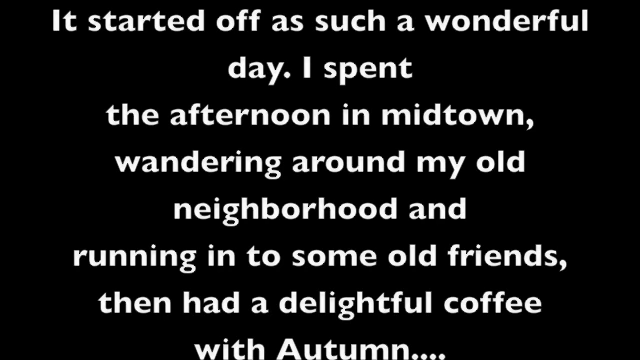 It started off as such a wonderful
day. I spent
the afternoon in midtown,
wandering around my old
neighborhood and
running in to some old friends,
then had a delightful coffee
with Autumn....